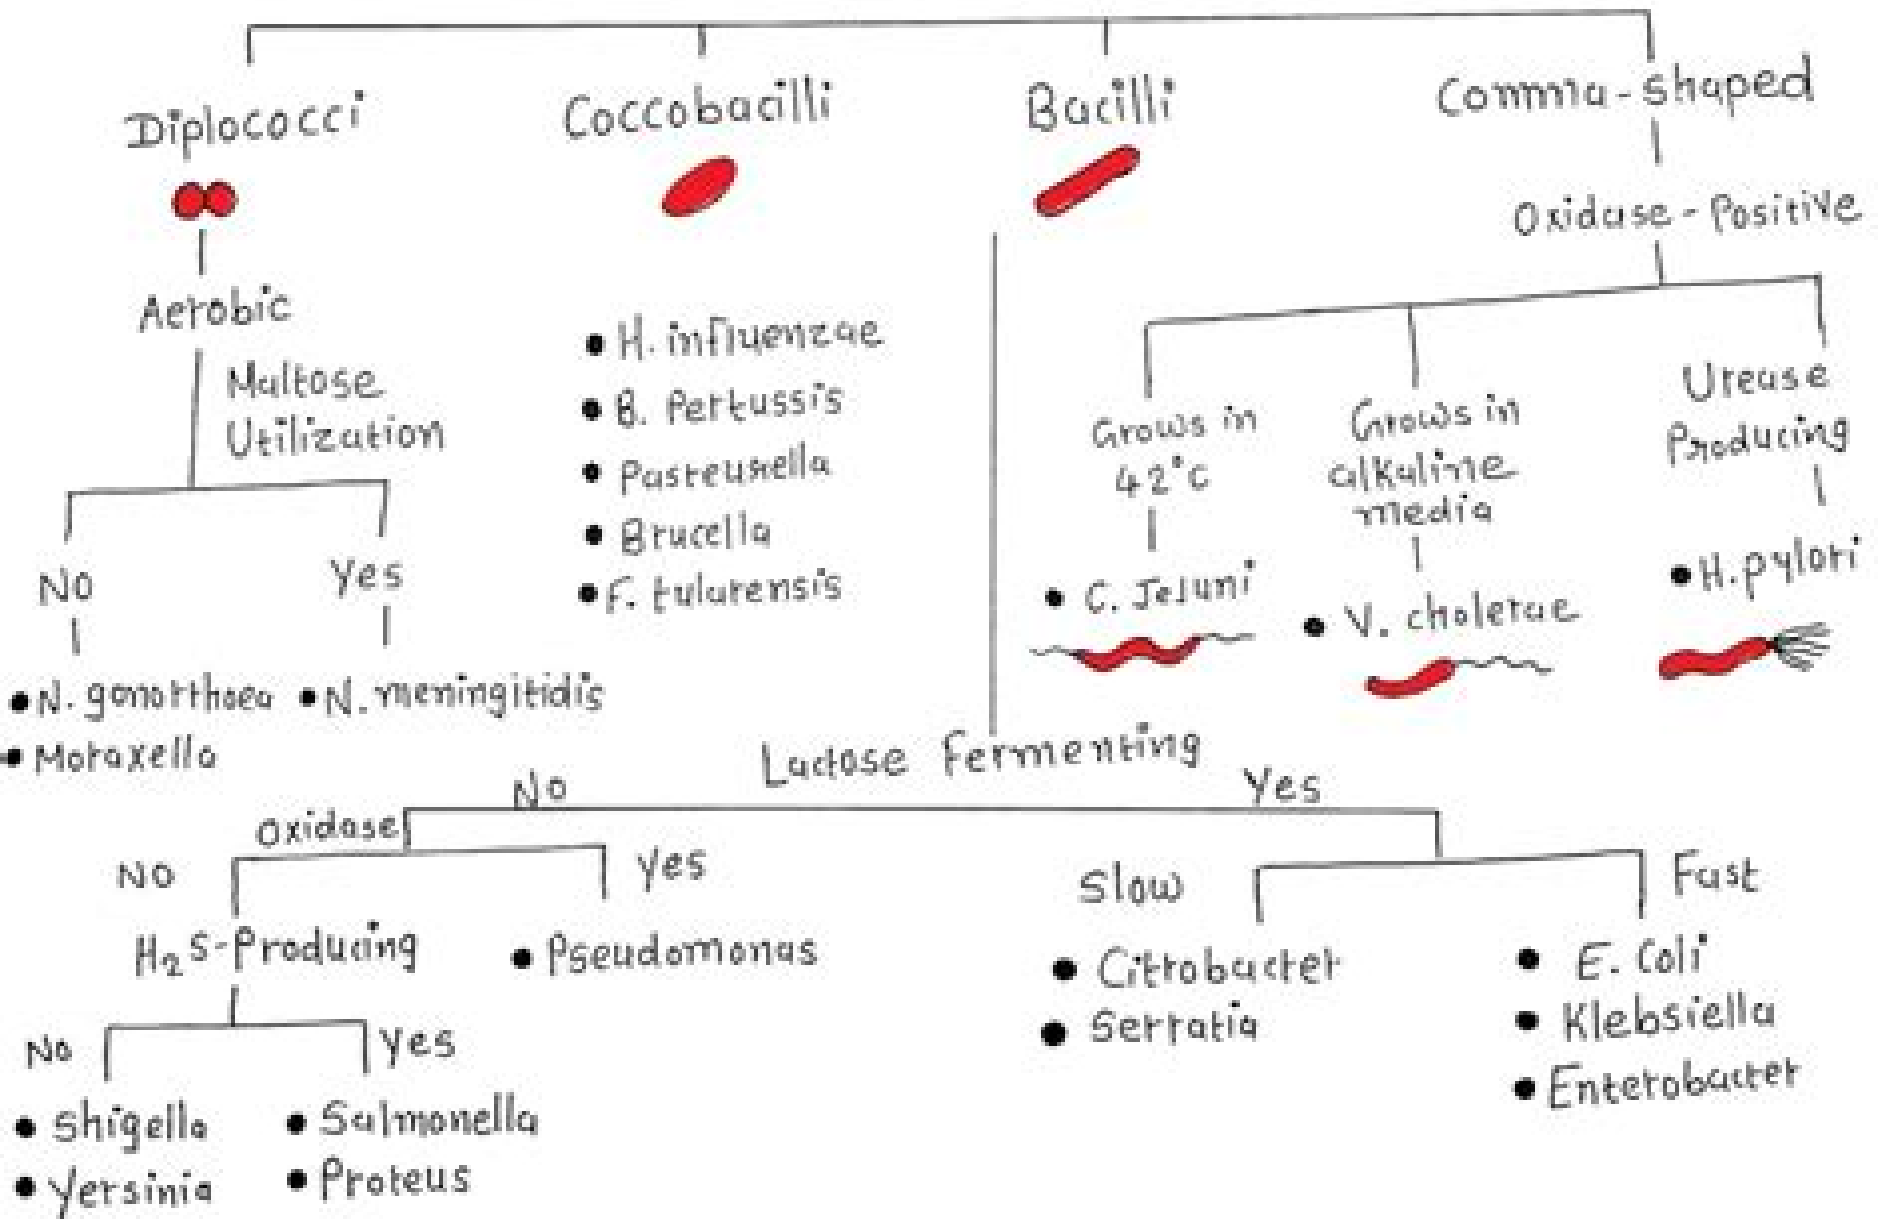 Diplococci
Coccobacilli
Bacilli
Comma-shaped
Oxidase-Positive
Aerobic
Maltose
Utilization
No
Yes
N. gonorrhoea
Moraxella
N. meningitidis
H. influenzae
B. Pertussis
Pasteurella
Brucella
F. tularensis
Grows in
42°c
C. Jejuni
Grows in
alkaline
media
V. cholerae
Urease
Producing
H. pylori
Lactose Fermenting
No
Yes
Oxidase
No
Yes
H₂S-Producing
Pseudomonas
No
Yes
Shigella
Yersinia
Salmonella
Proteus
Slow
Fast
Citrobacter
Serratia
E. Coli
Klebsiella
Enterobacter